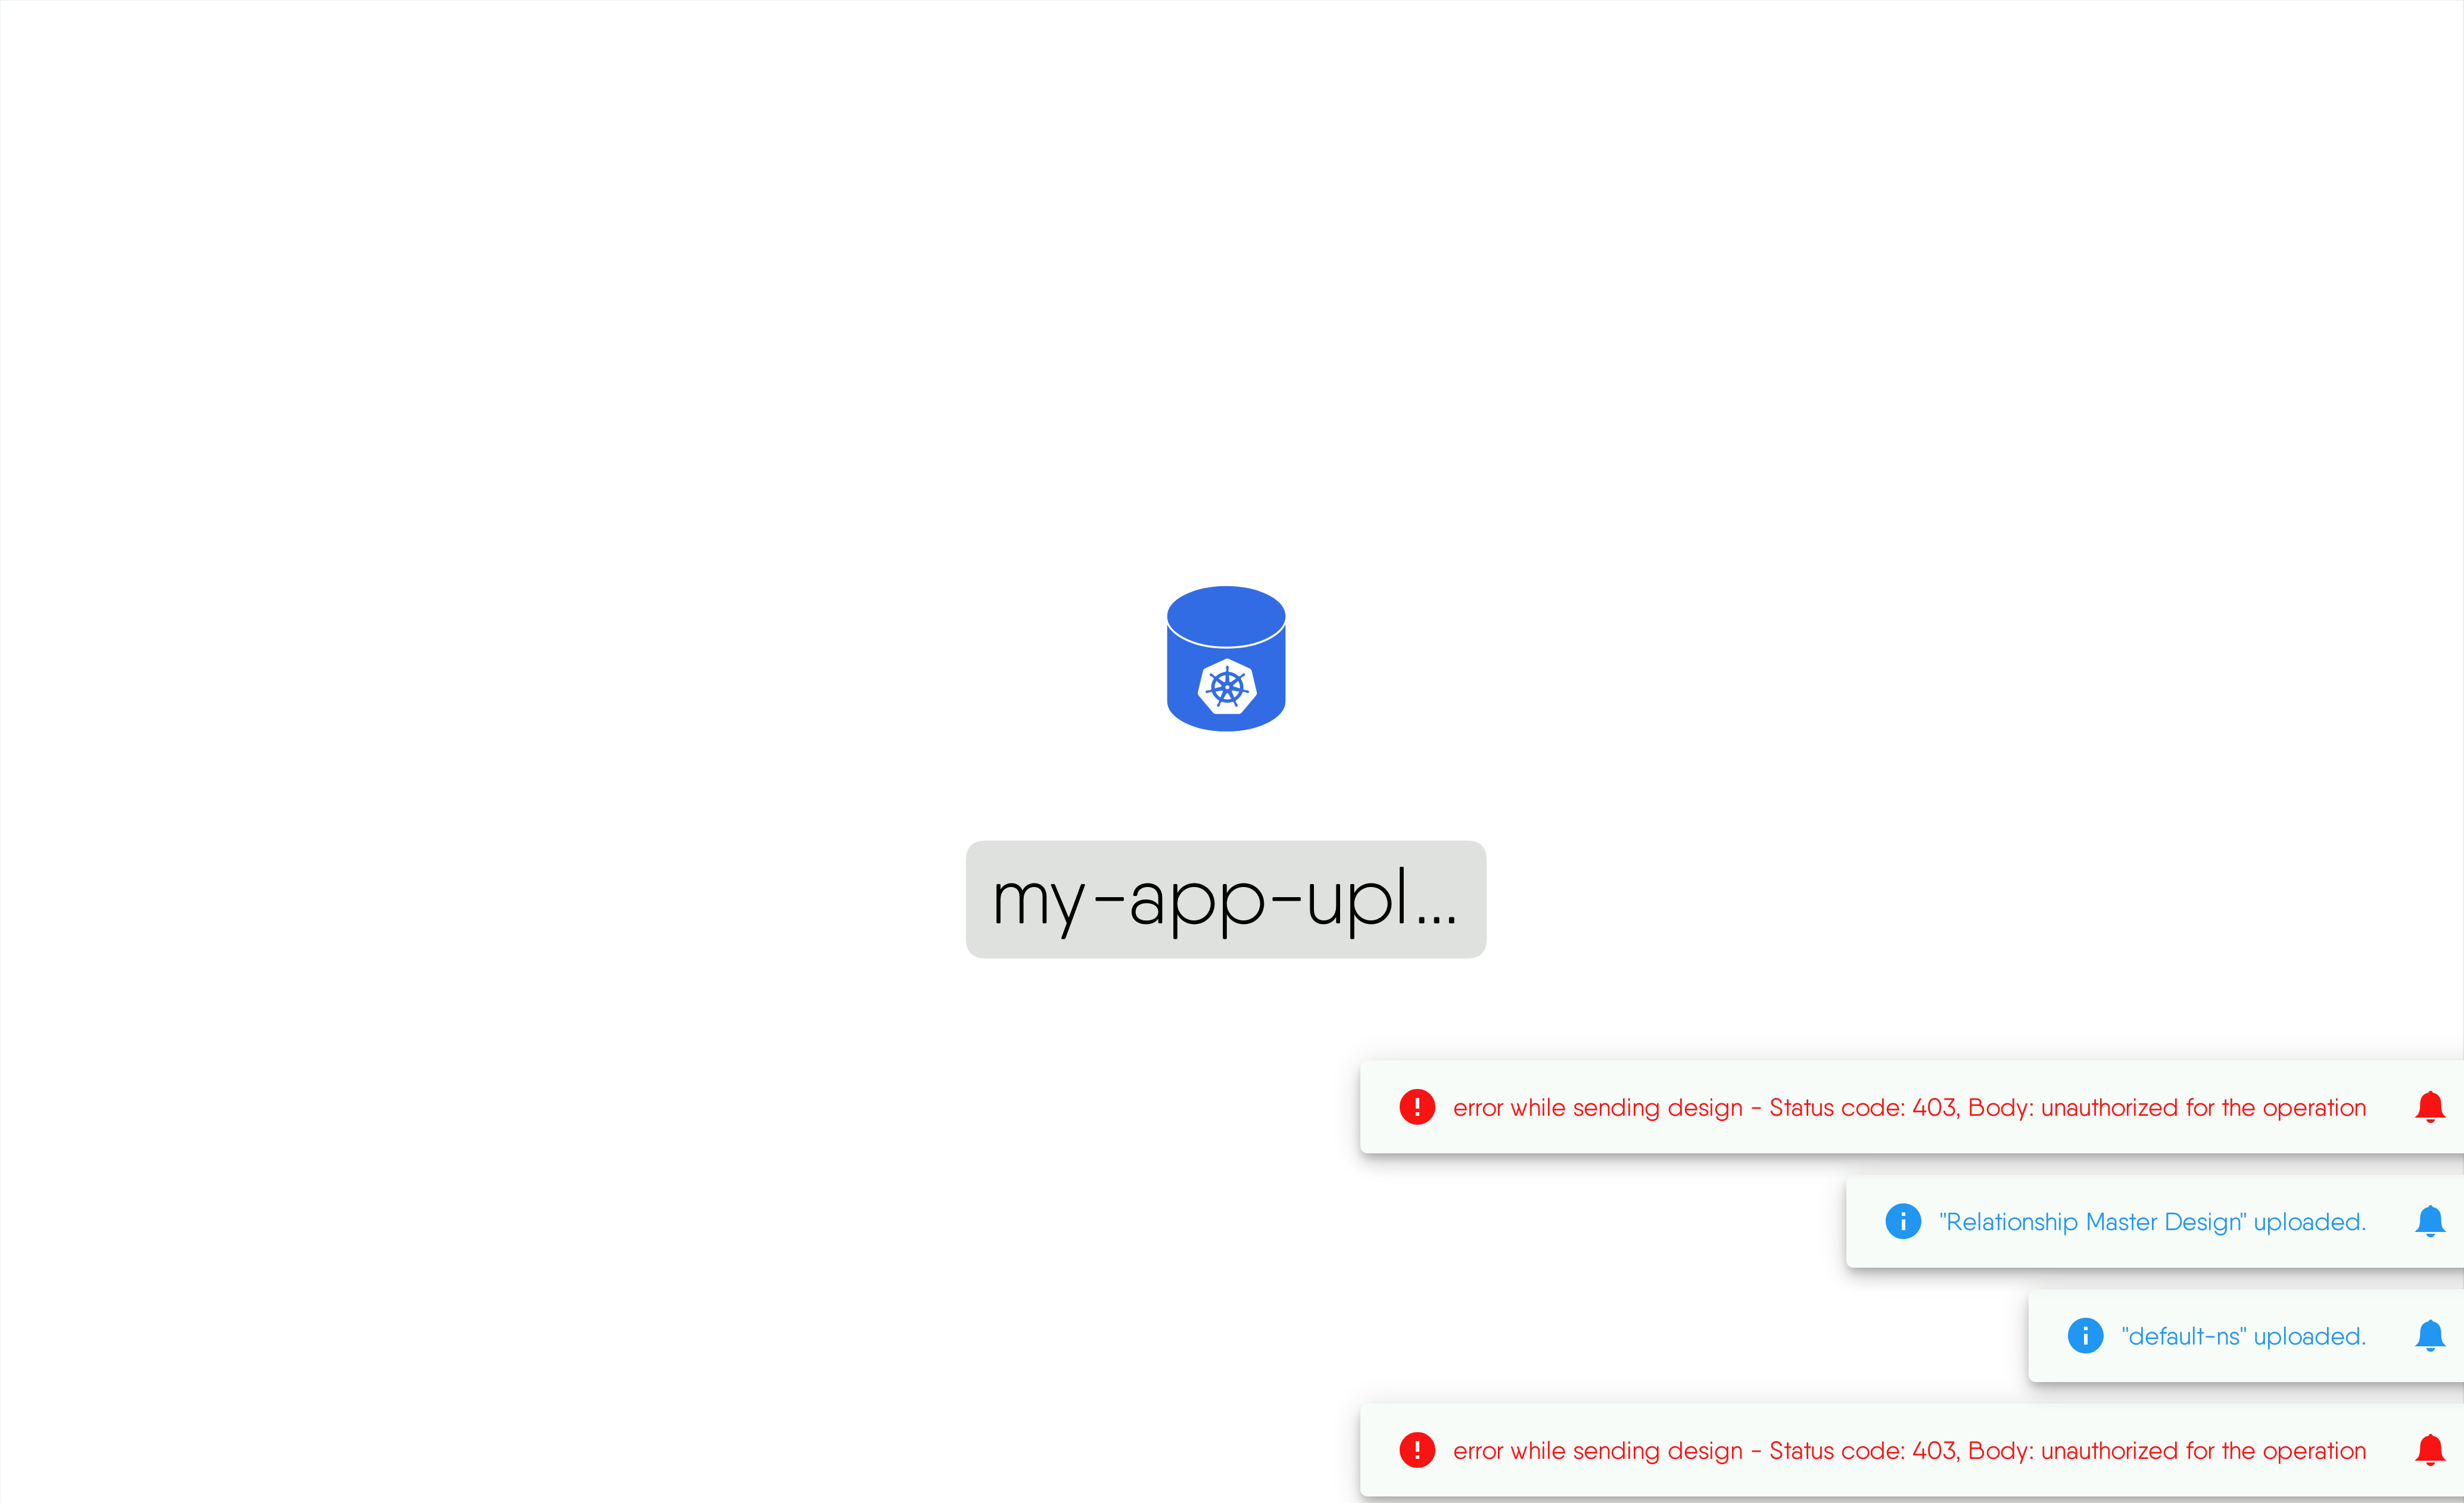 my-app-upl...
error while sending design - Status code: 403, Body: unauthorized for the operation
"Relationship Master Design" uploaded.
"default-ns" uploaded.
error while sending design - Status code: 403, Body: unauthorized for the operation